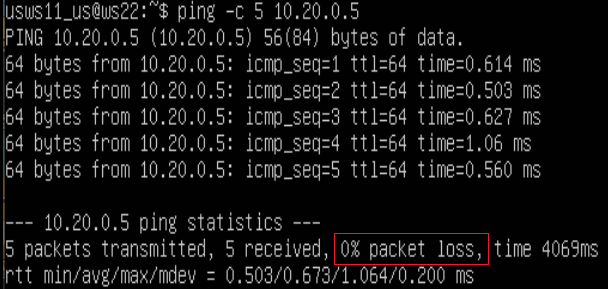 usws11_us@ws22:~$ ping -c 5 10.20.0.5
PING 10.20.0.5 (10.20.0.5) 56(84) bytes of data.
64 bytes from 10.20.0.5: icmp_seq=1 ttl=64 time=0.614 ms
64 bytes from 10.20.0.5: icmp_seq=2 ttl=64 time=0.503 ms
64 bytes from 10.20.0.5: icmp_seq=3 ttl=64 time=0.627 ms
64 bytes from 10.20.0.5: icmp_seq=4 ttl=64 time=1.06 ms
64 bytes from 10.20.0.5: icmp_seq=5 ttl=64 time=0.560 ms
--- 10.20.0.5 ping statistics ---
5 packets transmitted, 5 received, 0% packet loss, time 4069ms
rtt min/avg/max/mdev = 0.503/0.673/1.064/0.200 ms